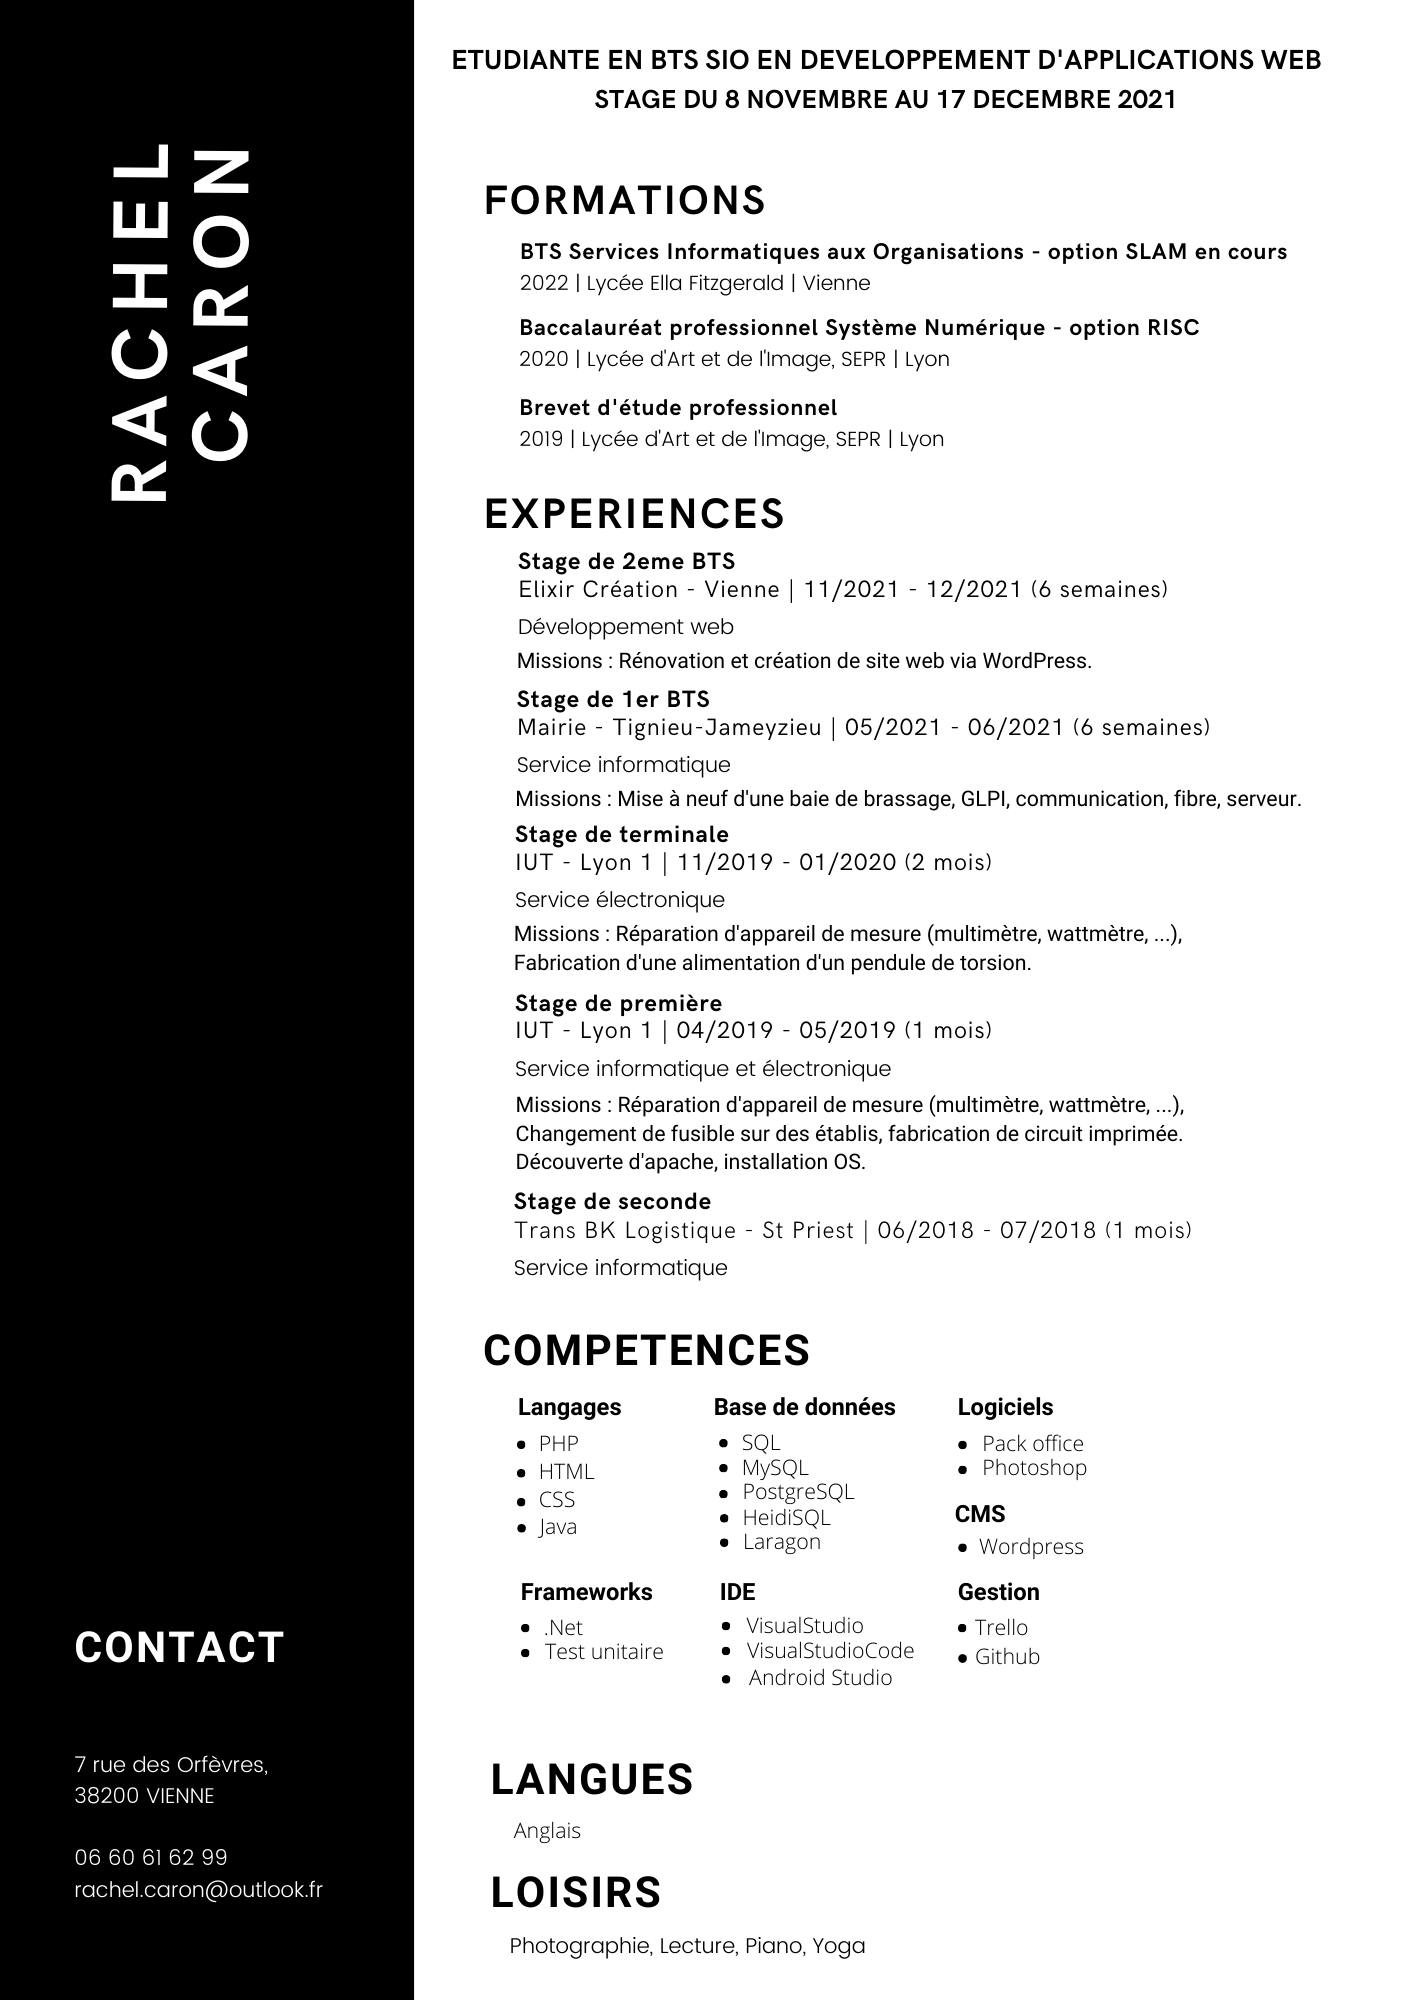 RACHEL
CARON
CONTACT
7 rue des Orfèvres,
38200 VIENNE
06 60 61 62 99
rachel.caron@outlook.fr
ETUDIANTE EN BTS SIO EN DEVELOPPEMENT D'APPLICATIONS WEB
STAGE DU 8 NOVEMBRE AU 17 DECEMBRE 2021
FORMATIONS
BTS Services Informatiques aux Organisations - option SLAM en cours
2022 | Lycée Ella Fitzgerald | Vienne
Baccalauréat professionnel Système Numérique - option RISC
2020 | Lycée d'Art et de l'Image, SEPR | Lyon
Brevet d'étude professionnel
2019 | Lycée d'Art et de l'Image, SEPR | Lyon
EXPERIENCES
Stage de 2eme BTS
Elixir Création - Vienne | 11/2021 - 12/2021 (6 semaines)
Développement web
Missions : Rénovation et création de site web via WordPress.
Stage de 1er BTS
Mairie - Tignieu-Jameyzieu | 05/2021 - 06/2021 (6 semaines)
Service informatique
Missions : Mise à neuf d'une baie de brassage, GLPI, communication, fibre, serveur.
Stage de terminale
IUT - Lyon 1 | 11/2019 - 01/2020 (2 mois)
Service électronique
Missions : Réparation d'appareil de mesure (multimètre, wattmètre, ...),
Fabrication d'une alimentation d'un pendule de torsion.
Stage de première
IUT - Lyon 1 | 04/2019 - 05/2019 (1 mois)
Service informatique et électronique
Missions : Réparation d'appareil de mesure (multimètre, wattmètre, ...),
Changement de fusible sur des établis, fabrication de circuit imprimée.
Découverte d'apache, installation OS.
Stage de seconde
Trans BK Logistique - St Priest | 06/2018 - 07/2018 (1 mois)
Service informatique
COMPETENCES
Langages
• PHP
• HTML
• CSS
• Java
Base de données
• SQL
• MySQL
• PostgreSQL
• HeidiSQL
• Laragon
Logiciels
• Pack office
• Photoshop
CMS
• Wordpress
Frameworks
• .Net
• Test unitaire
IDE
• VisualStudio
• VisualStudioCode
• Android Studio
Gestion
• Trello
• Github
LANGUES
Anglais
LOISIRS
Photographie, Lecture, Piano, Yoga